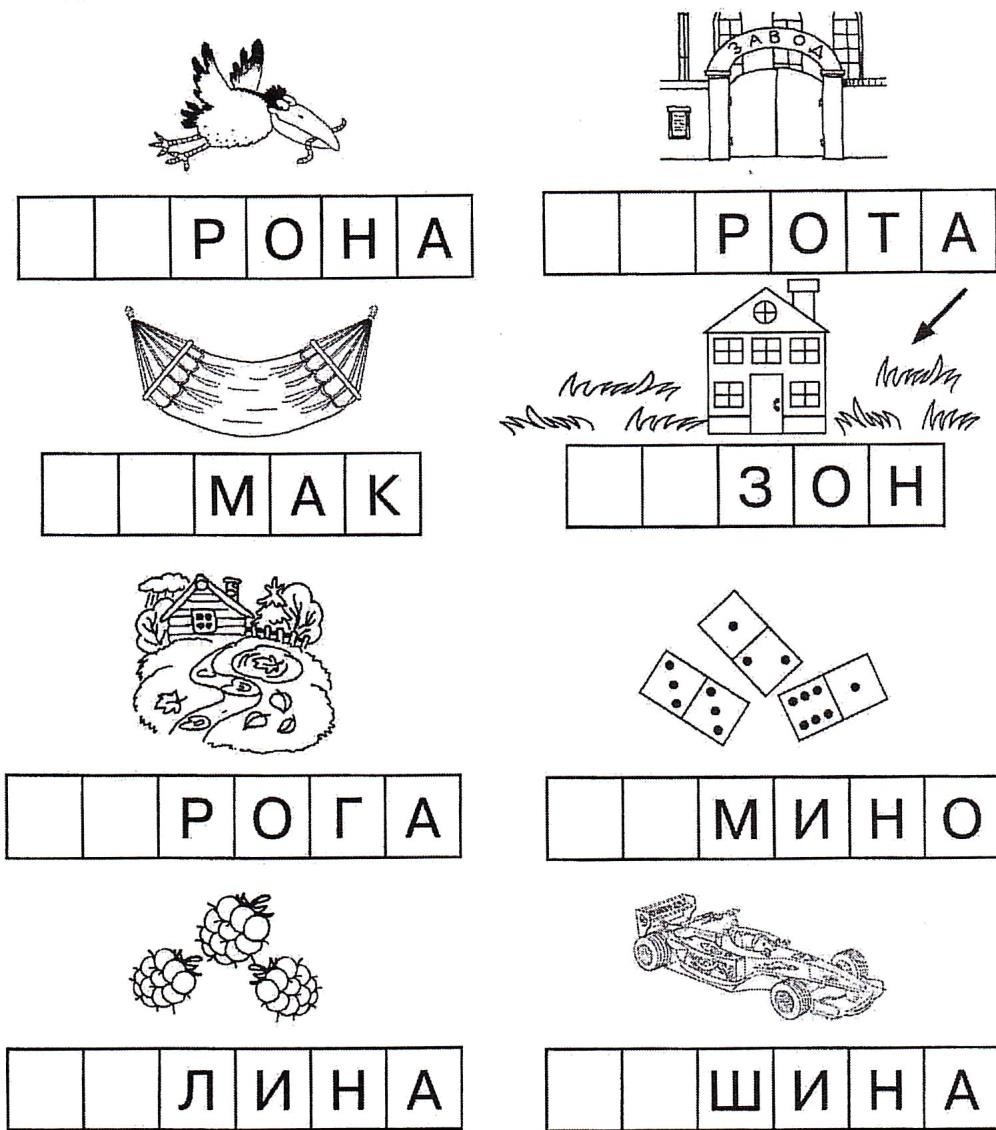 ЗАВОД
РОНА
РОТА
МАК
ЗОН
РОГА
МИНО
ЛИНА
ШИНА